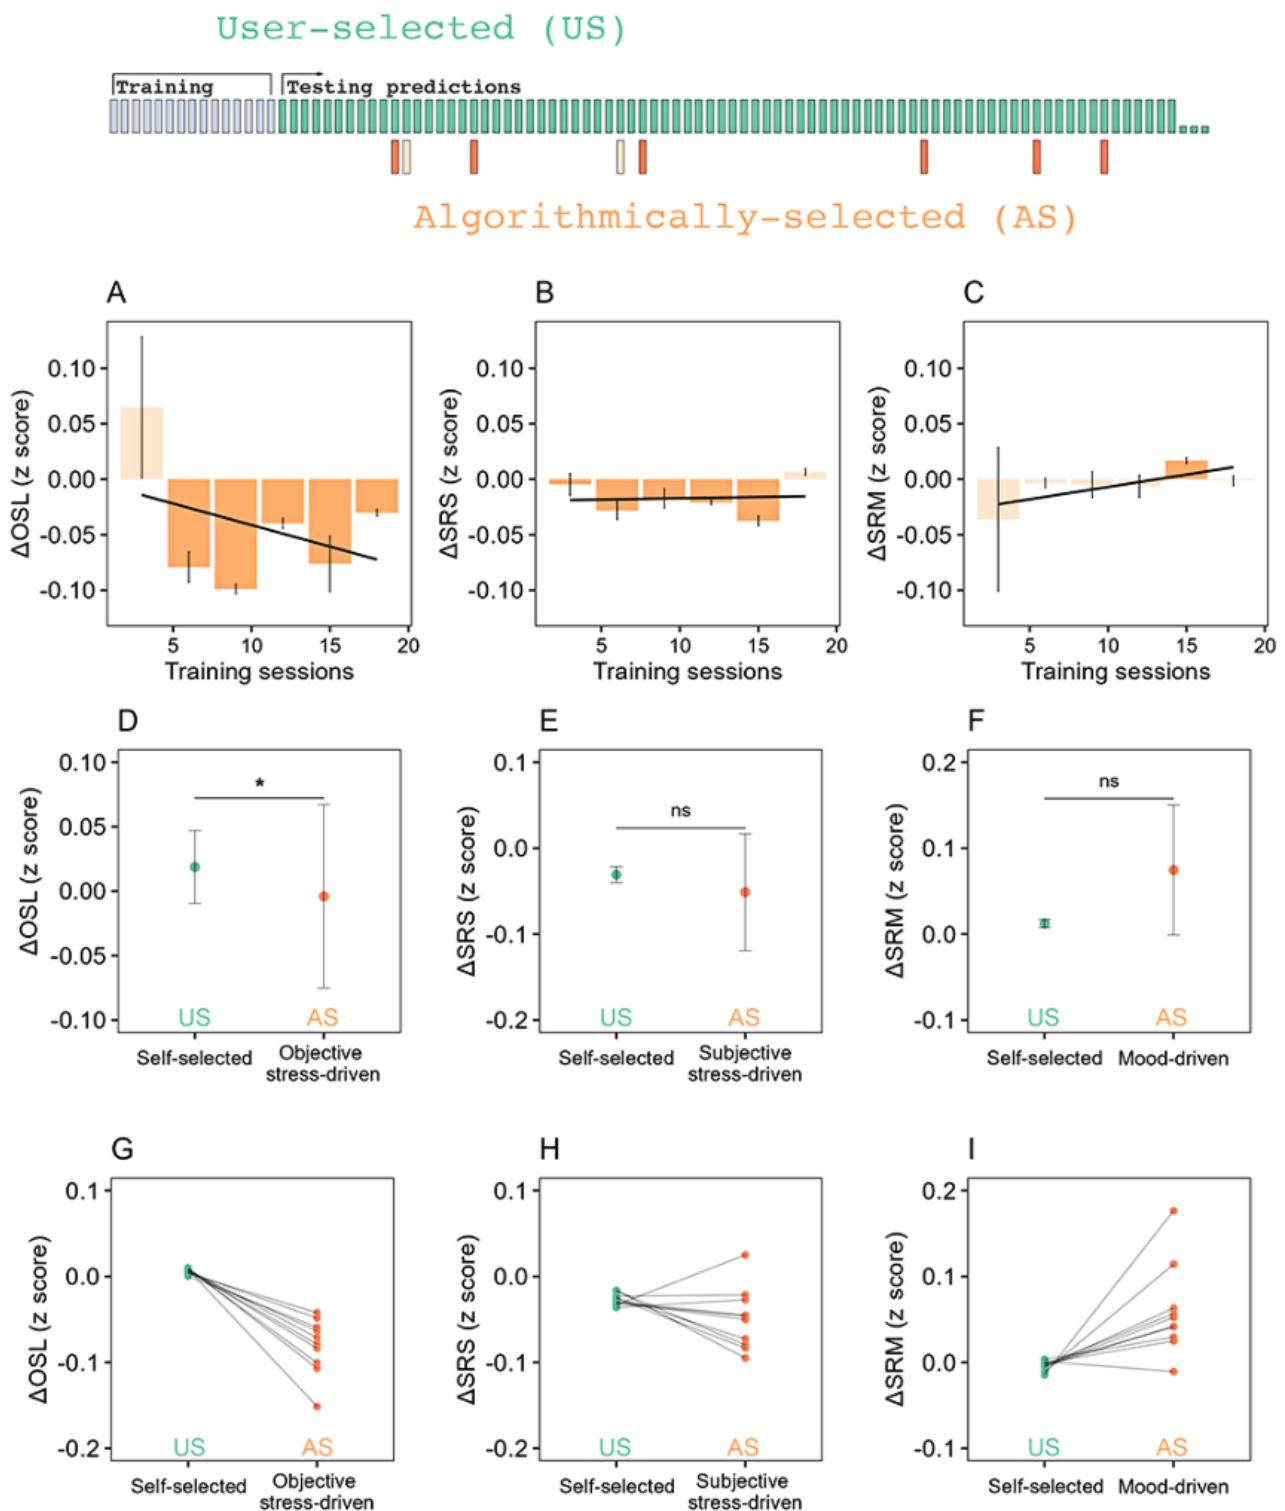 User-selected (US)
Training
Testing predictions
Algorithmically-selected (AS)
A
B
C
ΔOSL (z score)
0.10
0.05
0.00
-0.05
-0.10
5
10
15
20
Training sessions
ΔSRS (z score)
0.10
0.05
0.00
-0.05
-0.10
5
10
15
20
Training sessions
ΔSRM (z score)
0.10
0.05
0.00
-0.05
-0.10
5
10
15
20
Training sessions
D
E
F
ΔOSL (z score)
0.10
0.05
0.00
-0.05
-0.10
*
US
AS
Self-selected
Objective
stress-driven
ΔSRS (z score)
0.1
0.0
-0.1
-0.2
ns
US
AS
Self-selected
Subjective
stress-driven
ΔSRM (z score)
0.2
0.1
0.0
-0.1
ns
US
AS
Self-selected
Mood-driven
G
H
I
ΔOSL (z score)
0.1
0.0
-0.1
-0.2
US
AS
Self-selected
Objective
stress-driven
ΔSRS (z score)
0.1
0.0
-0.1
-0.2
US
AS
Self-selected
Subjective
stress-driven
ΔSRM (z score)
0.2
0.1
0.0
-0.1
US
AS
Self-selected
Mood-driven